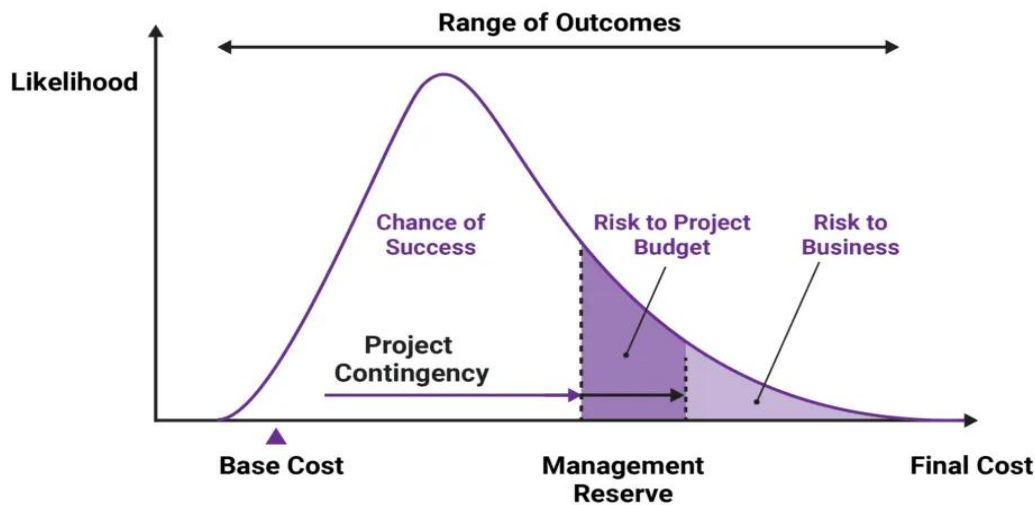 Range of Outcomes
Likelihood
Chance of
Success
Risk to Project
Budget
Risk to
Business
Project
Contingency
Base Cost
Management
Reserve
Final Cost